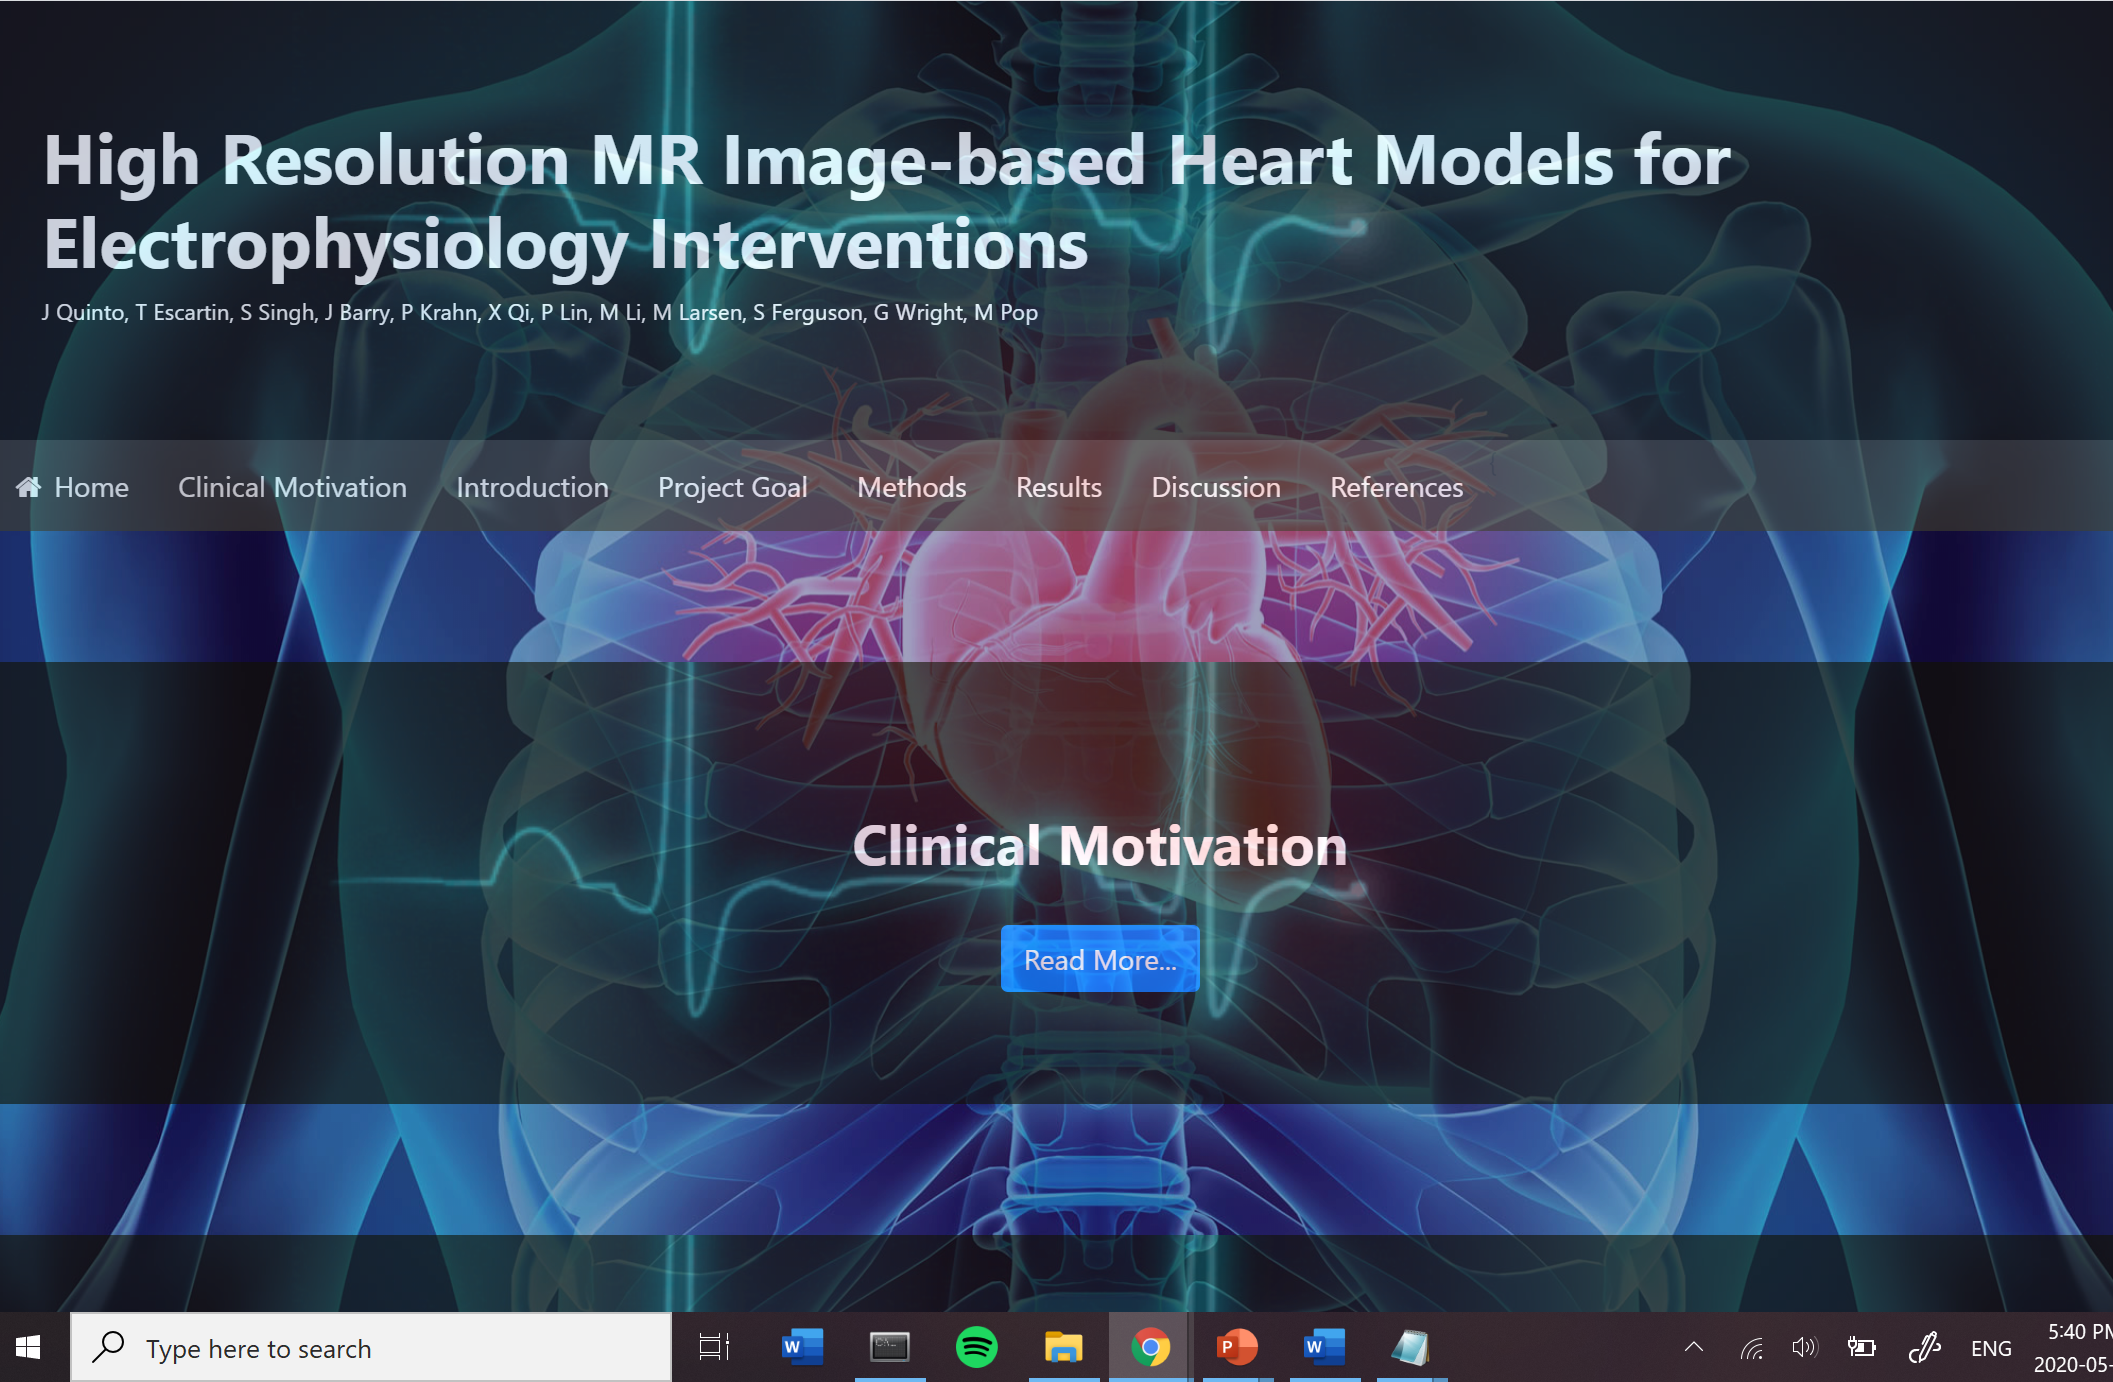 High Resolution MR Image-based Heart Models for
Electrophysiology Interventions
J Quinto, T Escartin, S Singh, J Barry, P Krahn, X Qi, P Lin, M Li, M Larsen, S Ferguson, G Wright, M Pop
Home Clinical Motivation Introduction Project Goal Methods Results Discussion References
Clinical Motivation
Read More...
Type here to search
W
P
W
ENG
5:40 PM
2020-05-